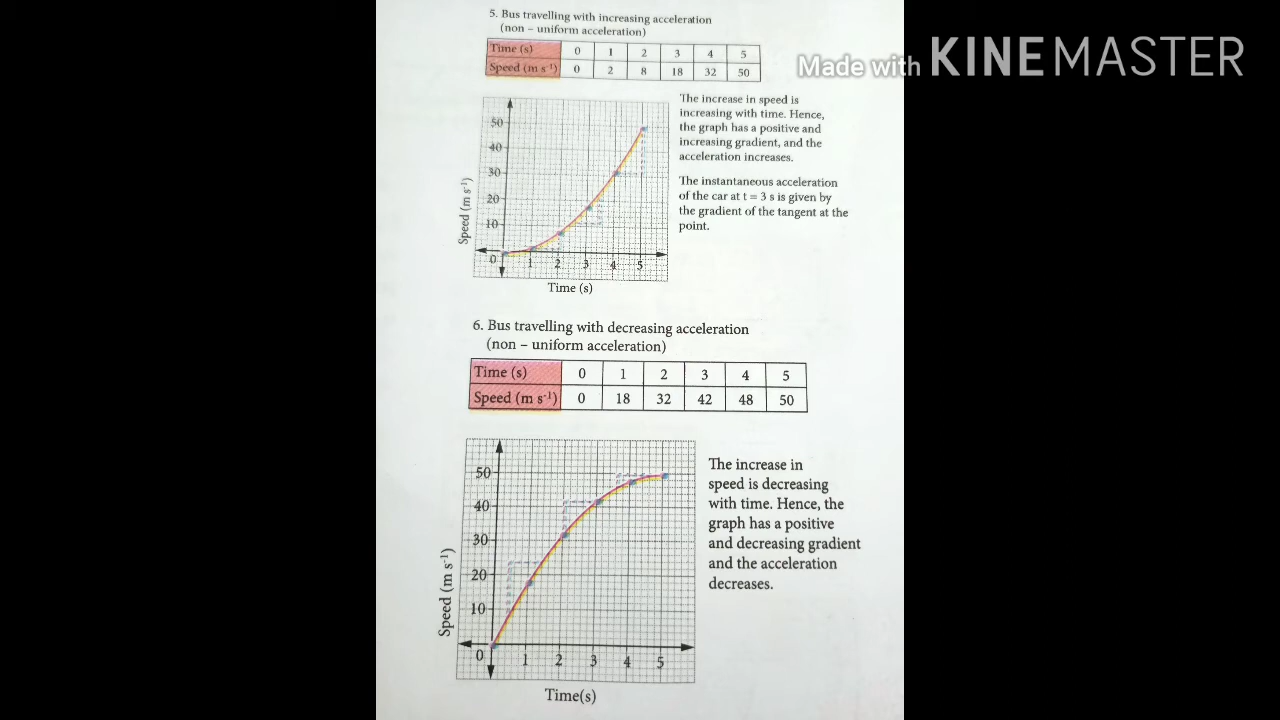 5. Bus travelling with increasing acceleration
(non – uniform acceleration)
Time (s) 0 1 2 3 4 5
Speed (m s⁻¹) 0 2 8 18 32 50
Made with KINEMASTER
The increase in speed is
increasing with time. Hence,
the graph has a positive and
increasing gradient, and the
acceleration increases.
The instantaneous acceleration
of the car at t = 3 s is given by
the gradient of the tangent at the
point.
Speed (m s⁻¹)
50
40
30
20
10
0 1 2 3 4 5
Time (s)
6. Bus travelling with decreasing acceleration
(non – uniform acceleration)
Time (s) 0 1 2 3 4 5
Speed (m s⁻¹) 0 18 32 42 48 50
The increase in
speed is decreasing
with time. Hence, the
graph has a positive
and decreasing gradient
and the acceleration
decreases.
Speed (m s⁻¹)
50
40
30
20
10
0 1 2 3 4 5
Time(s)